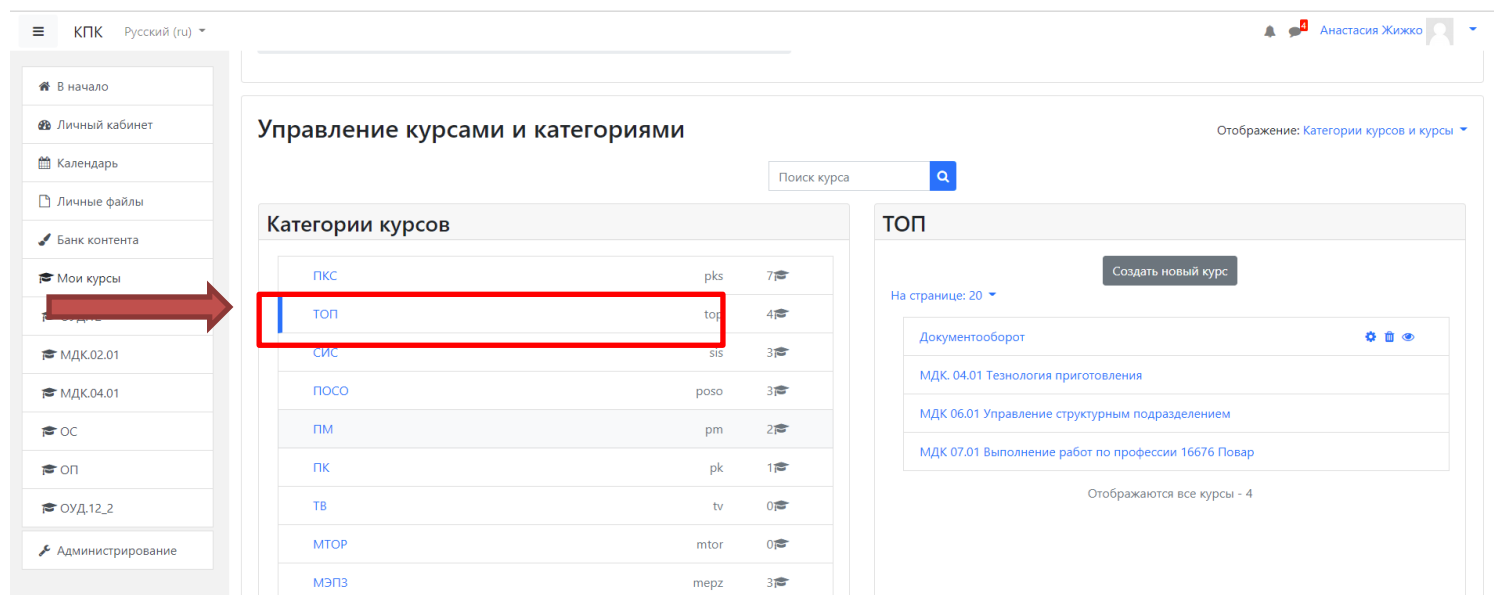 КПК Русский (ru)
4 Анастасия Жижко
В начало
Личный кабинет
Календарь
Личные файлы
Банк контента
Мои курсы
МДК.02.01
МДК.04.01
ОС
ОП
ОУД.12_2
Администрирование
Управление курсами и категориями
Отображение: Категории курсов и курсы
Поиск курса
Категории курсов
ПКС pks 7
ТОП top 4
СИС sis 3
ПОСО poso 3
ПМ pm 2
ПК pk 1
ТВ tv 0
МТОР mtor 0
МЭПЗ mepz 3
ТОП
Создать новый курс
На странице: 20
Документооборот
МДК. 04.01 Тезнология приготовления
МДК 06.01 Управление структурным подразделением
МДК 07.01 Выполнение работ по профессии 16676 Повар
Отображаются все курсы - 4